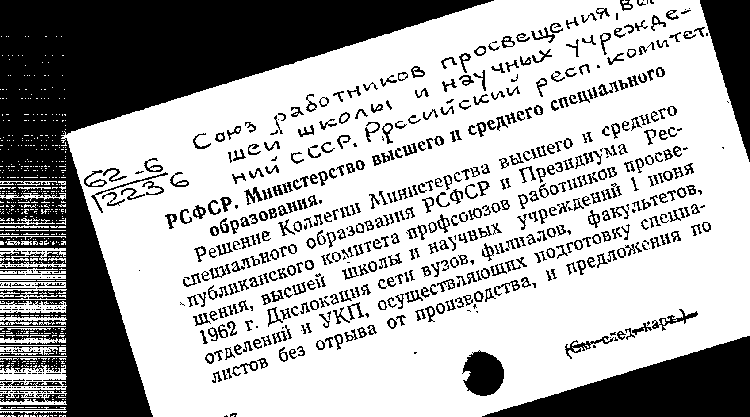 Союз работников просвещения, вы-
шей школы и научных учрежде-
ний СССР. Российский респ. комитет.
62-6
12236
РСФСР. Министерство высшего и среднего специального
образования.
Решение Коллегии Министерства высшего и среднего
специального образования РСФСР и Президиума Рес-
публиканского комитета профсоюзов работников просве-
щения, высшей школы и научных учреждений 1 июня
1962 г. Дислокация сети вузов, филиалов, факультетов,
отделений и УКП, осуществляющих подготовку специа-
листов без отрыва от производства, и предложения по
(См. след. карт.)